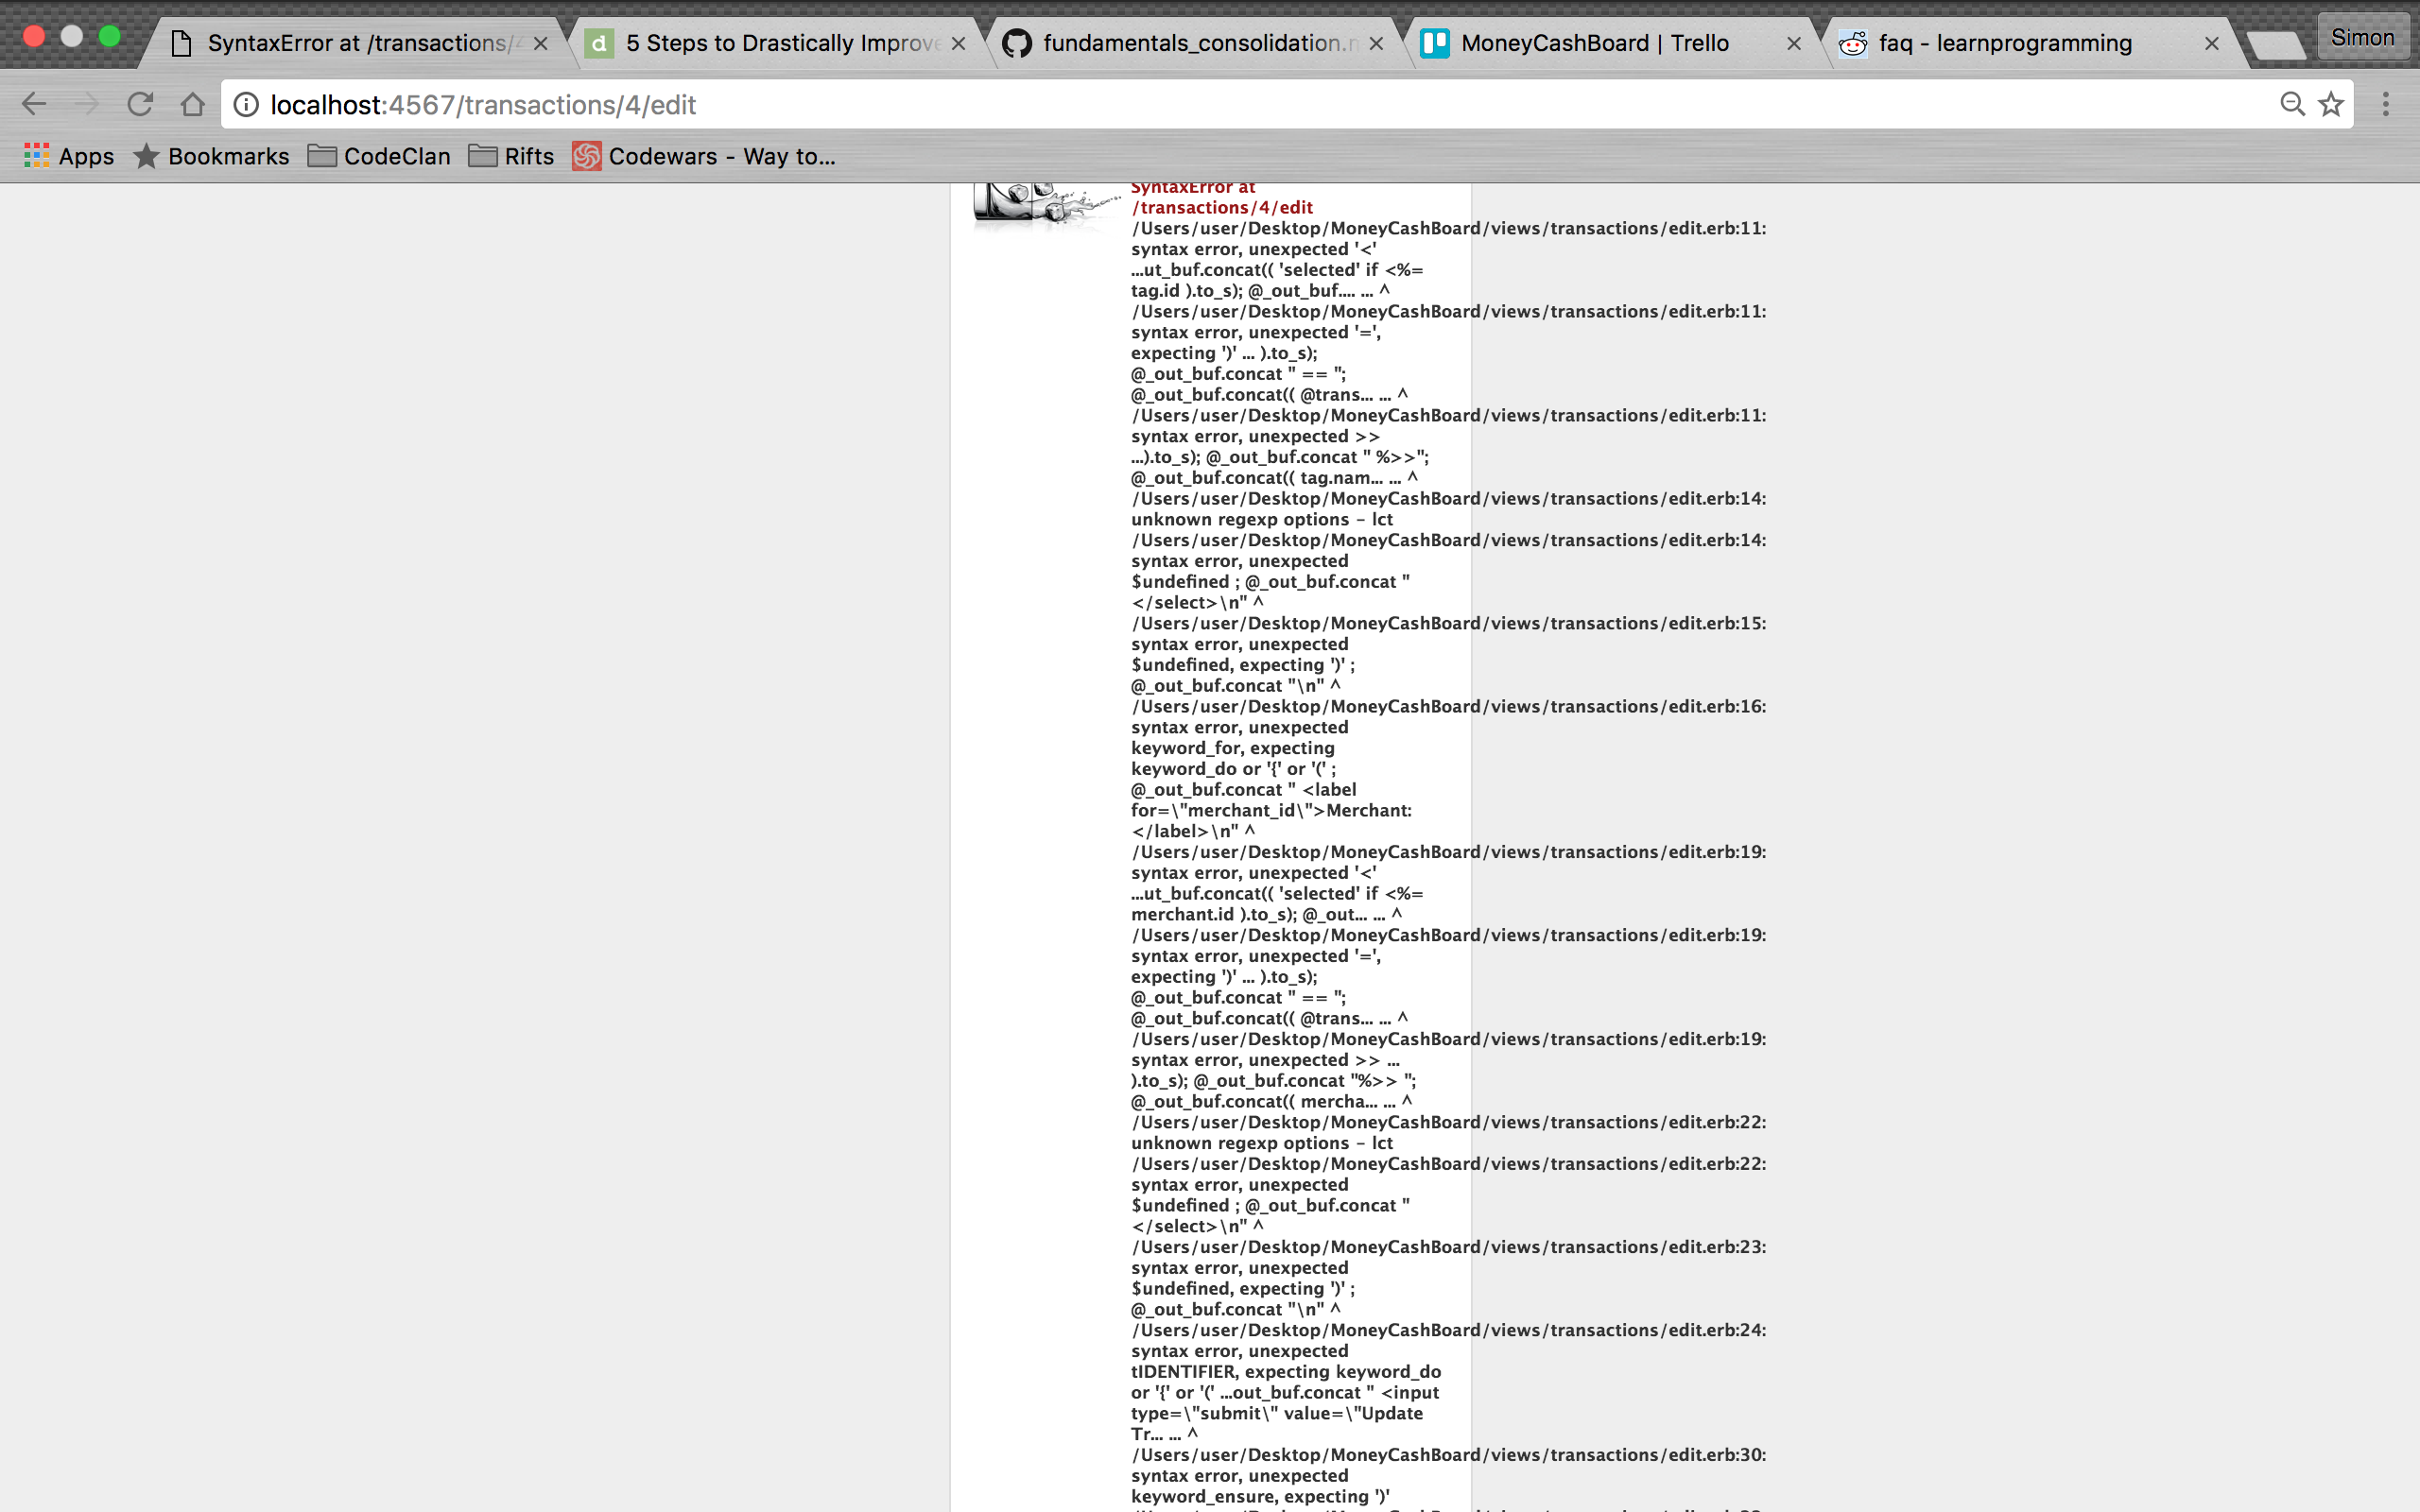 SyntaxError at /transactions/4
5 Steps to Drastically Improve
fundamentals_consolidation.n
MoneyCashBoard | Trello
faq - learnprogramming
Simon
localhost:4567/transactions/4/edit
Apps
Bookmarks
CodeClan
Rifts
Codewars - Way to...
SyntaxError at
/transactions/4/edit
/Users/user/Desktop/MoneyCashBoard/views/transactions/edit.erb:11:
syntax error, unexpected '<'
...ut_buf.concat(( 'selected' if <%=
tag.id ).to_s); @_out_buf.... ... ^
/Users/user/Desktop/MoneyCashBoard/views/transactions/edit.erb:11:
syntax error, unexpected '=',
expecting ')' ... ).to_s);
@_out_buf.concat " == ";
@_out_buf.concat(( @trans... ... ^
/Users/user/Desktop/MoneyCashBoard/views/transactions/edit.erb:11:
syntax error, unexpected >>
...).to_s); @_out_buf.concat " %>>";
@_out_buf.concat(( tag.nam... ... ^
/Users/user/Desktop/MoneyCashBoard/views/transactions/edit.erb:14:
unknown regexp options - lct
/Users/user/Desktop/MoneyCashBoard/views/transactions/edit.erb:14:
syntax error, unexpected
$undefined ; @_out_buf.concat "
</select>\n" ^
/Users/user/Desktop/MoneyCashBoard/views/transactions/edit.erb:15:
syntax error, unexpected
$undefined, expecting ')' ;
@_out_buf.concat "\n" ^
/Users/user/Desktop/MoneyCashBoard/views/transactions/edit.erb:16:
syntax error, unexpected
keyword_for, expecting
keyword_do or '{' or '(' ;
@_out_buf.concat " <label
for=\"merchant_id\">Merchant:
</label>\n" ^
/Users/user/Desktop/MoneyCashBoard/views/transactions/edit.erb:19:
syntax error, unexpected '<'
...ut_buf.concat(( 'selected' if <%=
merchant.id ).to_s); @_out... ... ^
/Users/user/Desktop/MoneyCashBoard/views/transactions/edit.erb:19:
syntax error, unexpected '=',
expecting ')' ... ).to_s);
@_out_buf.concat " == ";
@_out_buf.concat(( @trans... ... ^
/Users/user/Desktop/MoneyCashBoard/views/transactions/edit.erb:19:
syntax error, unexpected >> ...
).to_s); @_out_buf.concat "%>> ";
@_out_buf.concat(( mercha... ... ^
/Users/user/Desktop/MoneyCashBoard/views/transactions/edit.erb:22:
unknown regexp options - lct
/Users/user/Desktop/MoneyCashBoard/views/transactions/edit.erb:22:
syntax error, unexpected
$undefined ; @_out_buf.concat "
</select>\n" ^
/Users/user/Desktop/MoneyCashBoard/views/transactions/edit.erb:23:
syntax error, unexpected
$undefined, expecting ')' ;
@_out_buf.concat "\n" ^
/Users/user/Desktop/MoneyCashBoard/views/transactions/edit.erb:24:
syntax error, unexpected
tIDENTIFIER, expecting keyword_do
or '{' or '(' ...out_buf.concat " <input
type=\"submit\" value=\"Update
Tr... ... ^
/Users/user/Desktop/MoneyCashBoard/views/transactions/edit.erb:30:
syntax error, unexpected
keyword_ensure, expecting ')'